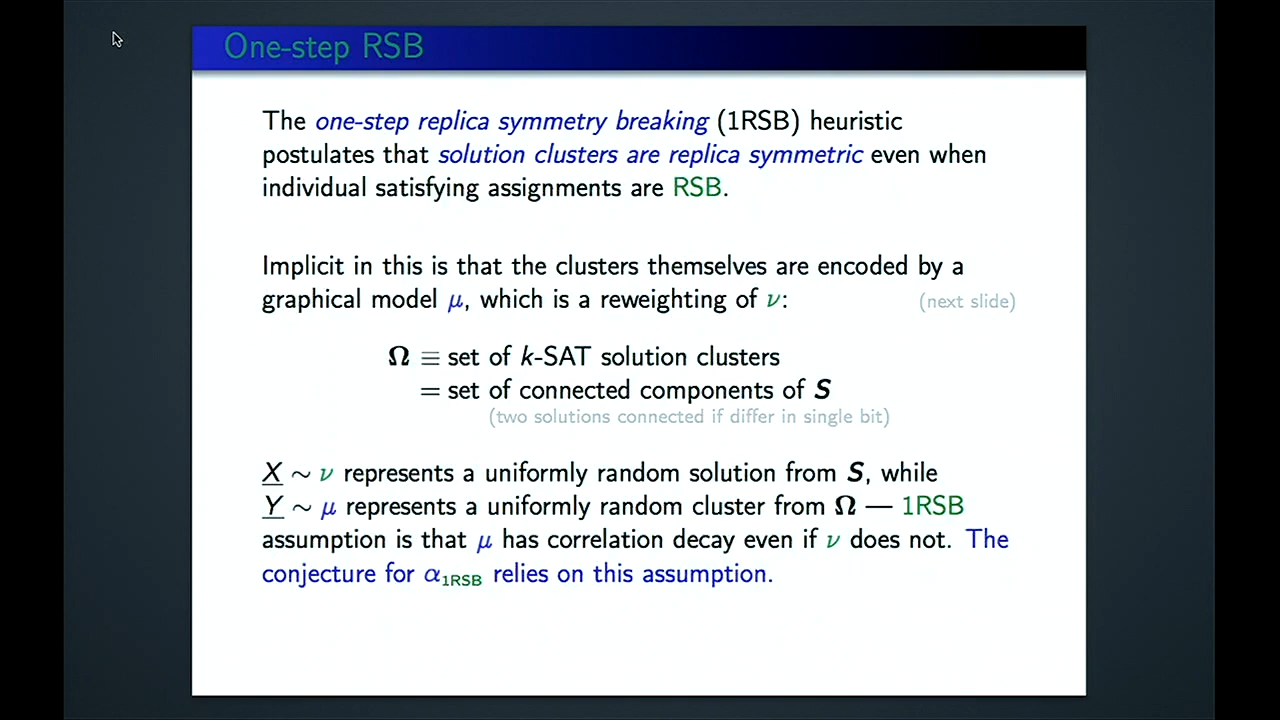 One-step RSB
The one-step replica symmetry breaking (1RSB) heuristic
postulates that solution clusters are replica symmetric even when
individual satisfying assignments are RSB.
Implicit in this is that the clusters themselves are encoded by a
graphical model μ, which is a reweighting of ν: (next slide)
Ω ≡ set of k-SAT solution clusters
= set of connected components of S
(two solutions connected if differ in single bit)
X ∼ ν represents a uniformly random solution from S, while
Y ∼ μ represents a uniformly random cluster from Ω — 1RSB
assumption is that μ has correlation decay even if ν does not. The
conjecture for α₁RSB relies on this assumption.